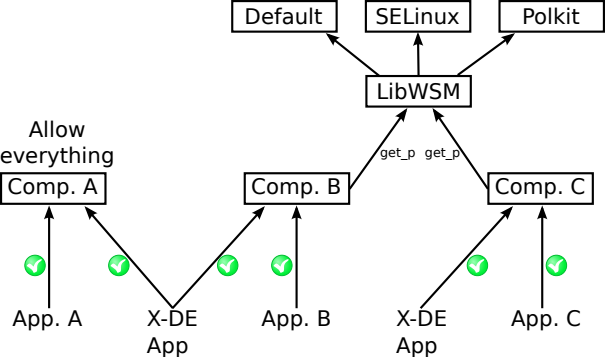 Default
SELinux
Polkit
LibWSM
Allow
everything
get_p
get_p
Comp. A
Comp. B
Comp. C
App. A
X-DE
App
App. B
X-DE
App
App. C